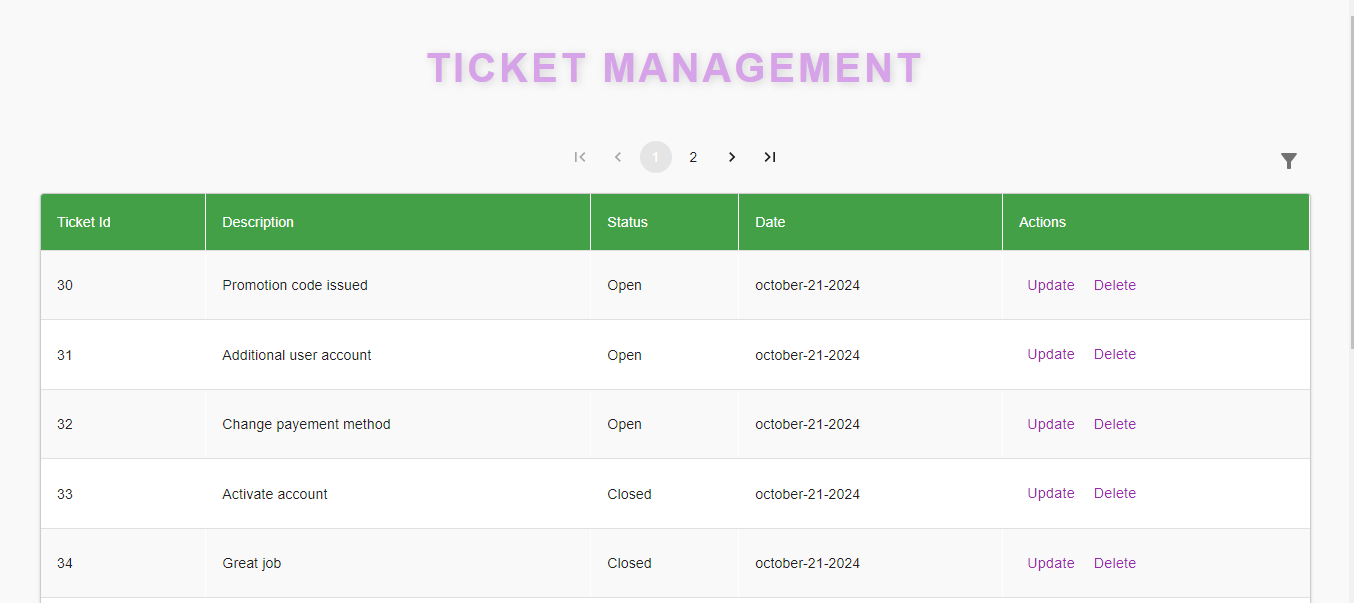 TICKET MANAGEMENT
1 2
Ticket Id Description Status Date Actions
30 Promotion code issued Open october-21-2024 Update Delete
31 Additional user account Open october-21-2024 Update Delete
32 Change payement method Open october-21-2024 Update Delete
33 Activate account Closed october-21-2024 Update Delete
34 Great job Closed october-21-2024 Update Delete